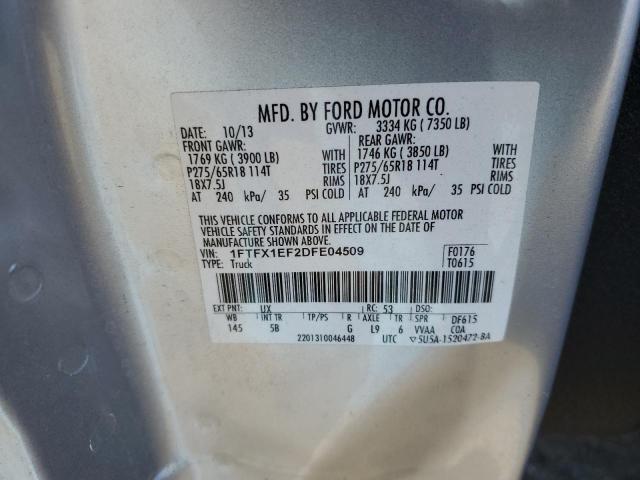 MFD. BY FORD MOTOR CO.
DATE: 10/13 GVWR: 3334 KG ( 7350 LB)
FRONT GAWR: REAR GAWR:
1769 KG ( 3900 LB) WITH 1746 KG ( 3850 LB) WITH
P275/65R18 114T TIRES P275/65R18 114T TIRES
18X7.5J RIMS 18X7.5J RIMS
AT 240 kPa/ 35 PSI COLD AT 240 kPa/ 35 PSI COLD
THIS VEHICLE CONFORMS TO ALL APPLICABLE FEDERAL MOTOR
VEHICLE SAFETY STANDARDS IN EFFECT ON THE DATE OF
MANUFACTURE SHOWN ABOVE.
VIN: 1FTFX1EF2DFE04509 F0176
TYPE: Truck T0615
EXT PNT: UX RC: 53 DSO:
WB INT TR TP/PS R AXLE TR SPR DF615
145 5B G L9 6 VVAA COA
2201310046448 UTC ▽5U5A-1520472-BA